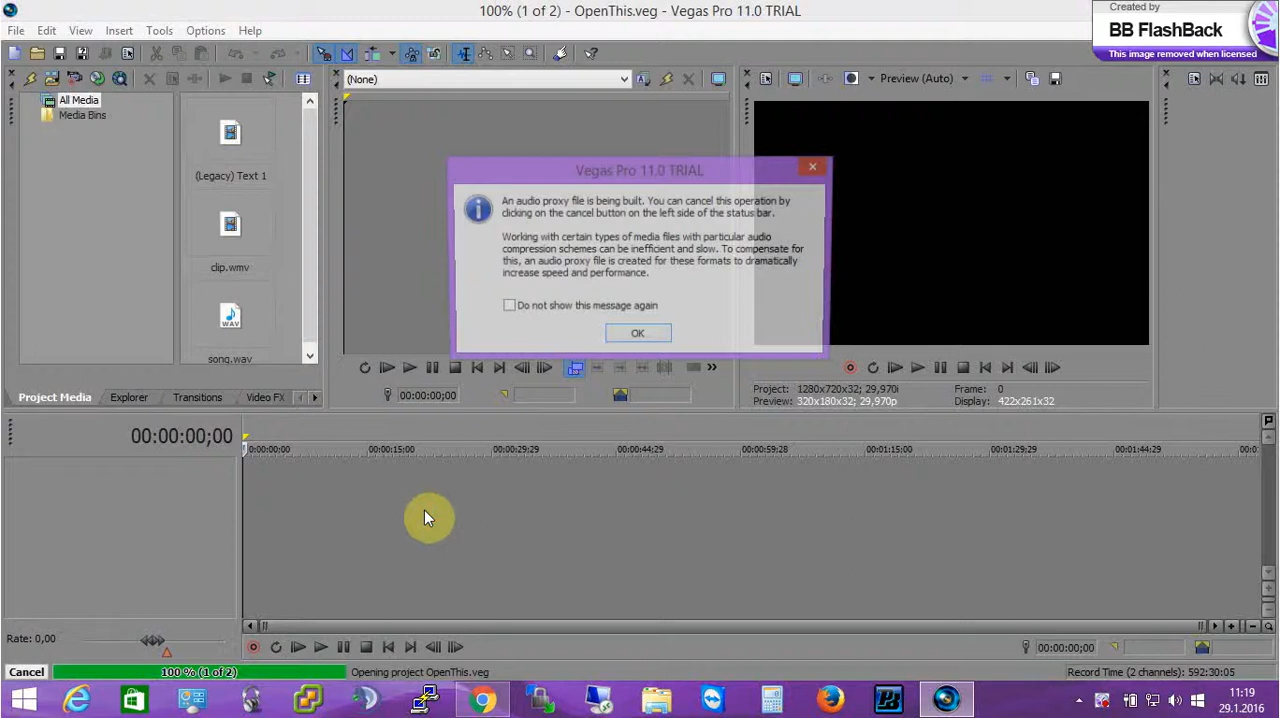 100% (1 of 2) - OpenThis.veg - Vegas Pro 11.0 TRIAL
Created by
BB FlashBack
This image removed when licensed
File Edit View Insert Tools Options Help
(None)
Preview (Auto)
All Media
Media Bins
(Legacy) Text 1
clip.wmv
WAV
song.wav
Vegas Pro 11.0 TRIAL
An audio proxy file is being built. You can cancel this operation by
clicking on the cancel button on the left side of the status bar.
Working with certain types of media files with particular audio
compression schemes can be inefficient and slow. To compensate for
this, an audio proxy file is created for these formats to dramatically
increase speed and performance.
Do not show this message again
OK
Project Media Explorer Transitions Video FX
00:00:00;00
Project: 1280x720x32; 29,970i
Preview: 320x180x32; 29,970p
Frame: 0
Display: 422x261x32
00:00:00;00
0:00:00;00 00:00:15;00 00:00:29;29 00:00:44;29 00:00:59;28 00:01:15;00 00:01:29;29 00:01:44;29 00:0
Rate: 0,00
00:00:00;00
Cancel
100 % (1 of 2)
Opening project OpenThis.veg
Record Time (2 channels): 592:30:05
11:19
29.1.2016